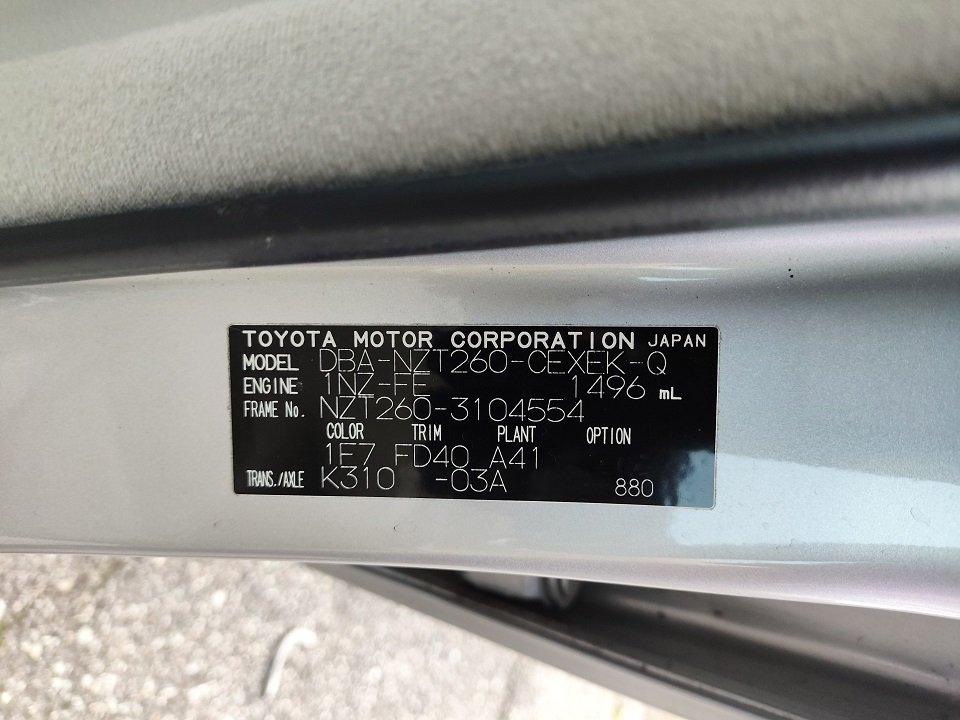 TOYOTA MOTOR CORPORATION JAPAN
MODEL DBA-NZT260-CEXEK-Q
ENGINE 1NZ-FE 1496 mL
FRAME No. NZT260-3104554
COLOR TRIM PLANT OPTION
1F7 FD40 A41
TRANS./AXLE K310 -03A 880